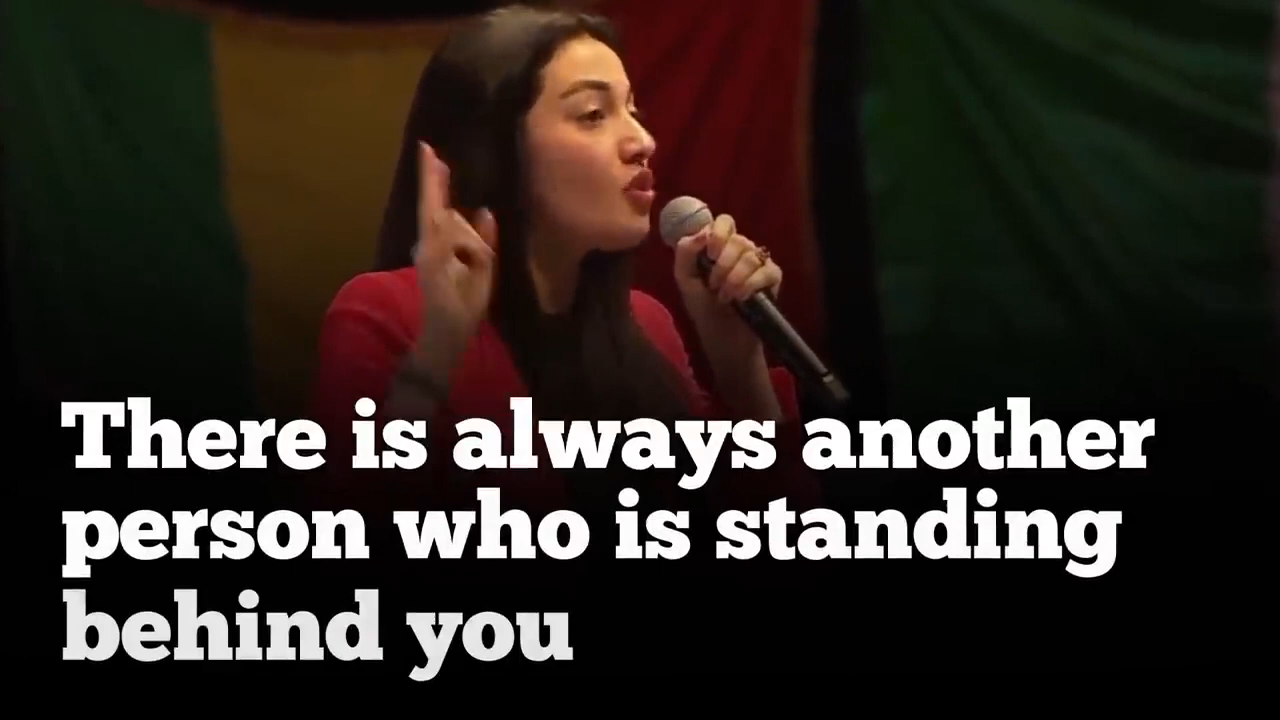 There is always another
person who is standing
behind you